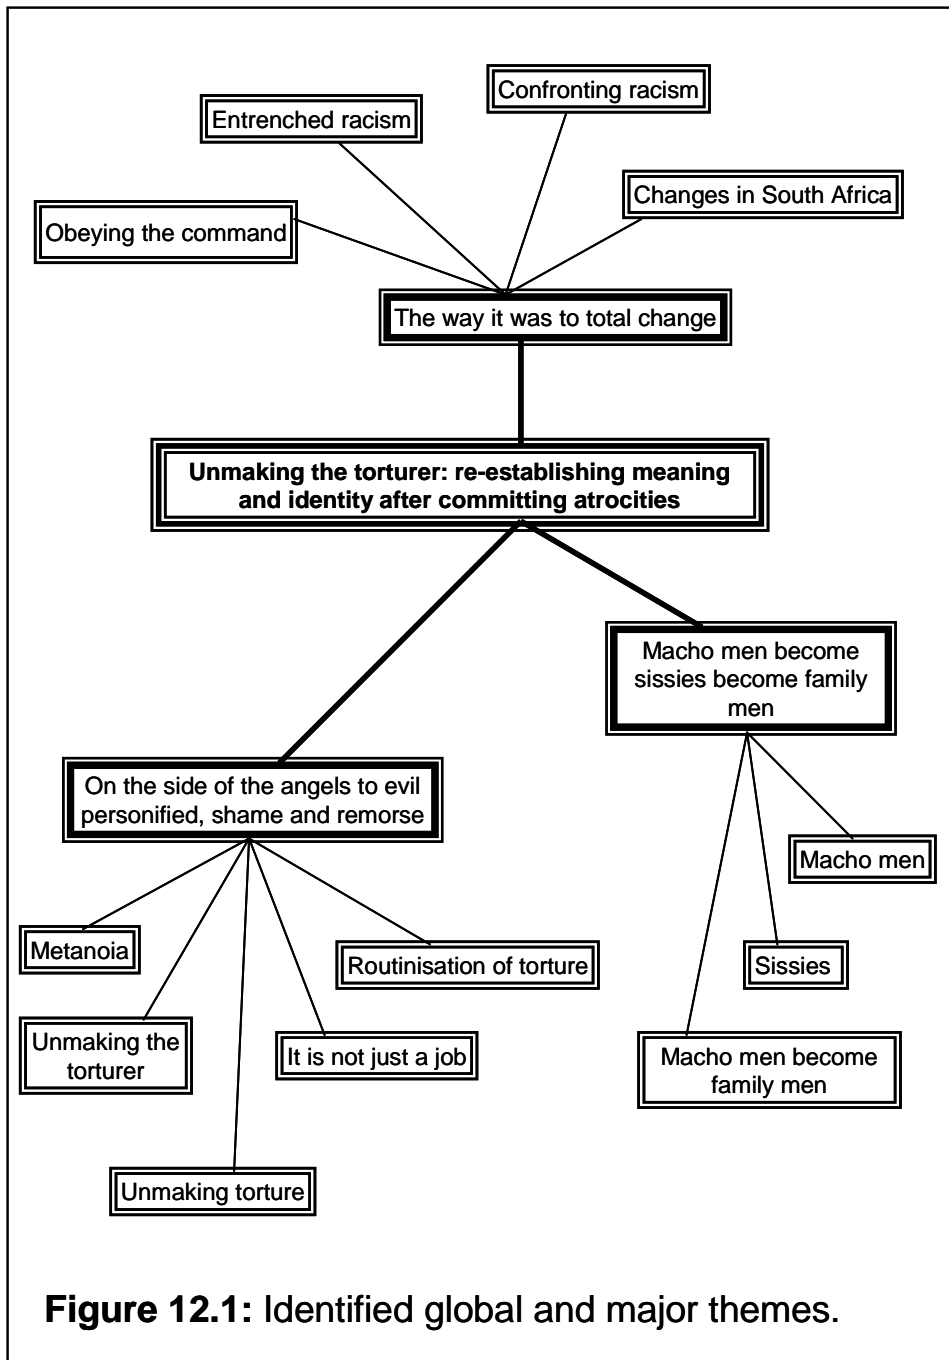 Confronting racism
Entrenched racism
Changes in South Africa
Obeying the command
The way it was to total change
Unmaking the torturer: re-establishing meaning
and identity after committing atrocities
Macho men become
sissies become family
men
On the side of the angels to evil
personified, shame and remorse
Macho men
Metanoia
Routinisation of torture
Sissies
Unmaking the
torturer
It is not just a job
Macho men become
family men
Unmaking torture
Figure 12.1: Identified global and major themes.